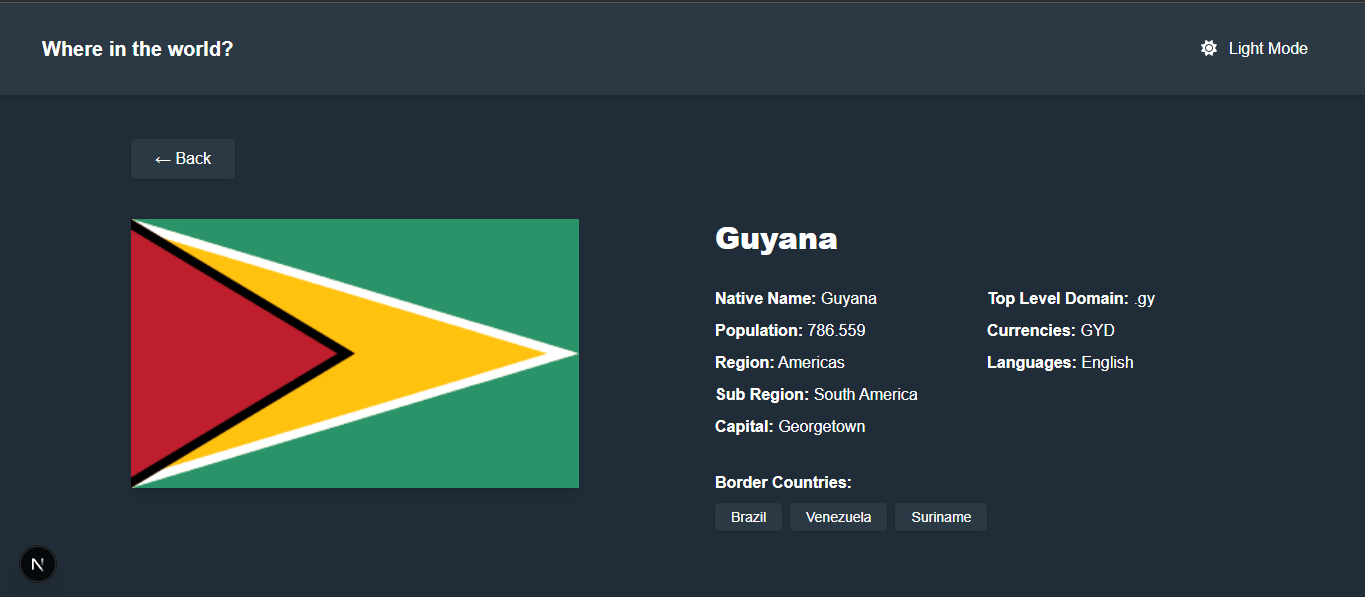 Where in the world?
Light Mode
← Back
Guyana
Native Name: Guyana
Population: 786.559
Region: Americas
Sub Region: South America
Capital: Georgetown
Top Level Domain: .gy
Currencies: GYD
Languages: English
Border Countries:
Brazil
Venezuela
Suriname
N